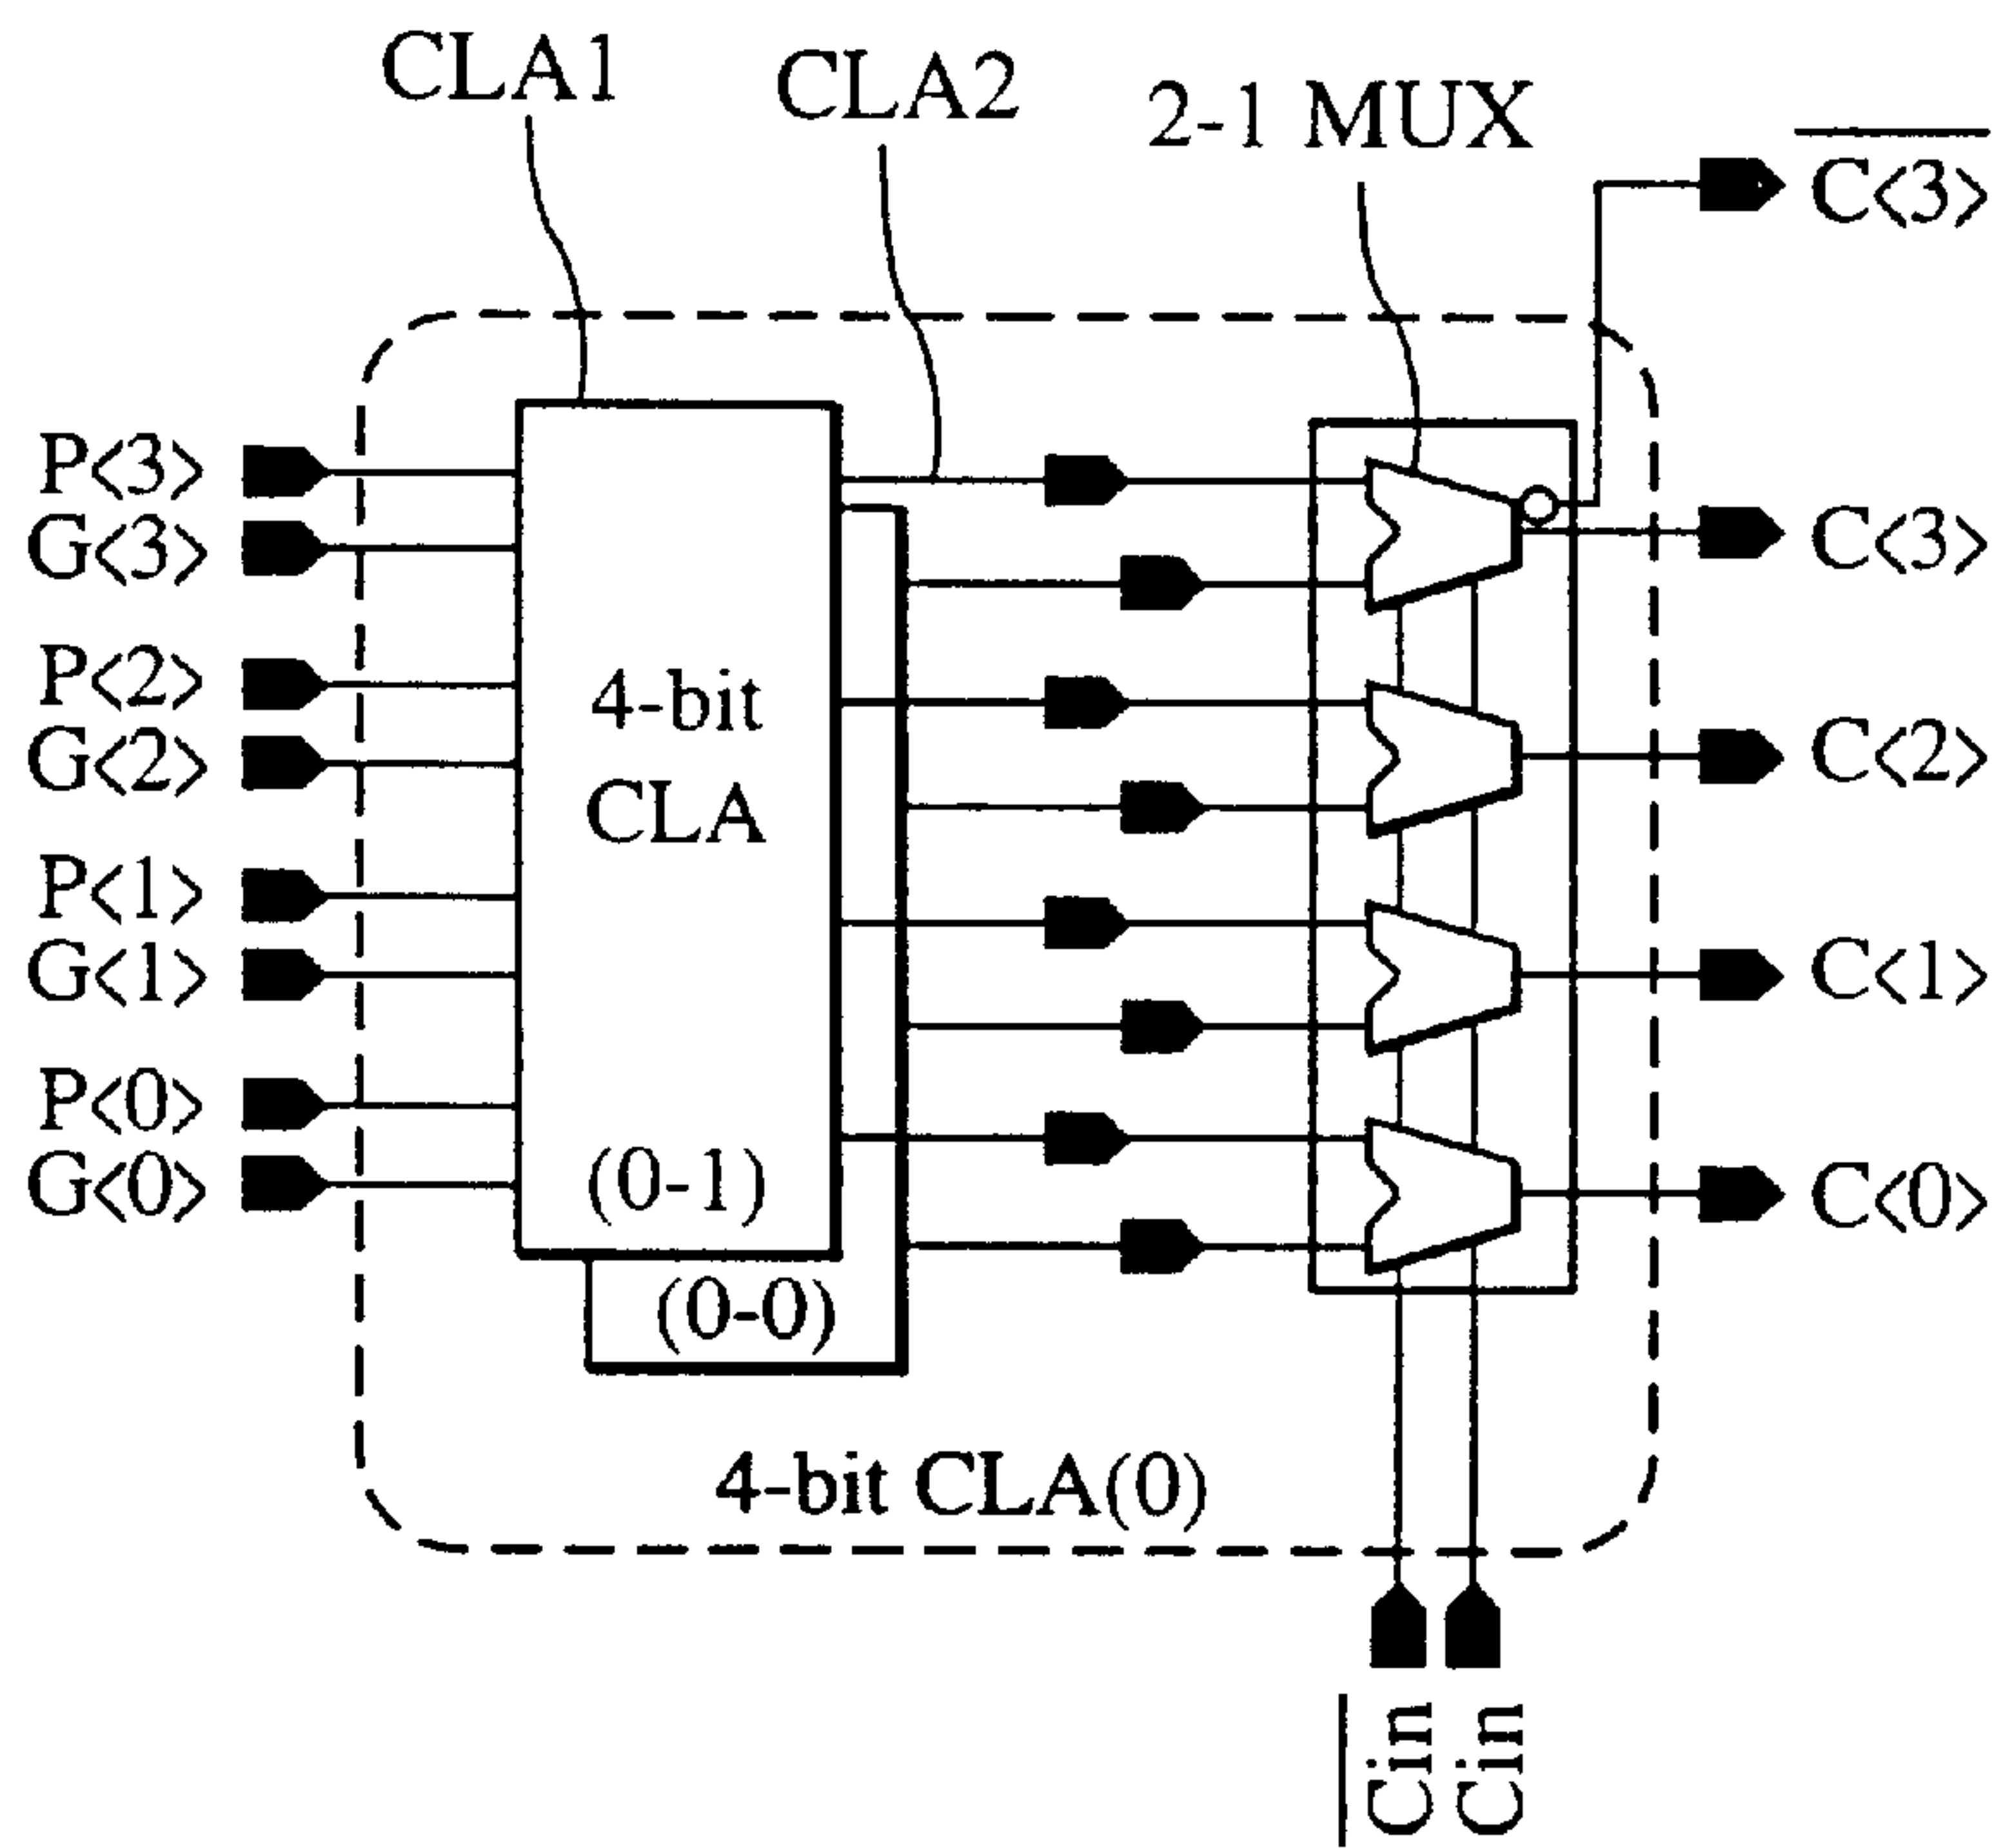 CLA1
CLA2
2-1 MUX
C̅<̅3̅>̅
P<3>
G<3>
C<3>
P<2>
G<2>
C<2>
4-bit
CLA
P<1>
G<1>
C<1>
P<0>
G<0>
C<0>
(0-1)
(0-0)
4-bit CLA(0)
C̅i̅n̅
Cin